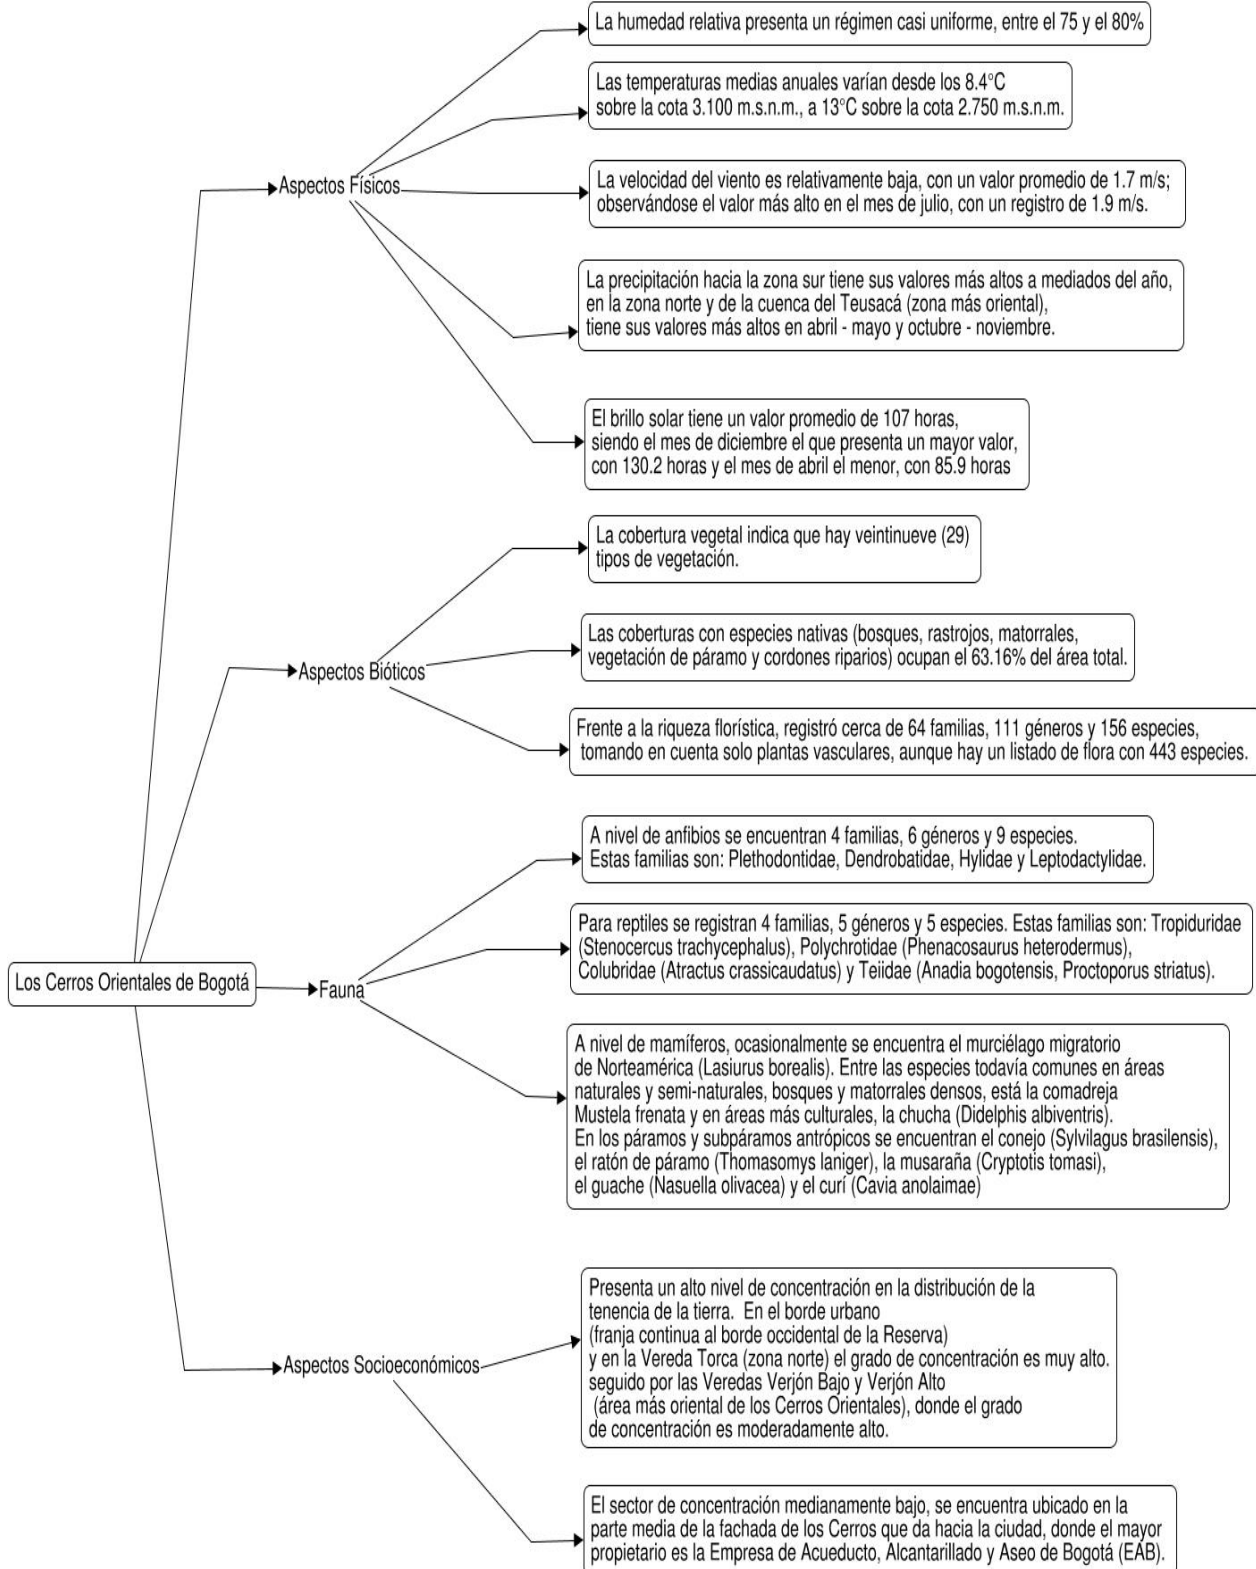 La humedad relativa presenta un régimen casi uniforme, entre el 75 y el 80%
Las temperaturas medias anuales varían desde los 8.4°C
sobre la cota 3.100 m.s.n.m., a 13°C sobre la cota 2.750 m.s.n.m.
Aspectos Físicos
La velocidad del viento es relativamente baja, con un valor promedio de 1.7 m/s;
observándose el valor más alto en el mes de julio, con un registro de 1.9 m/s.
La precipitación hacia la zona sur tiene sus valores más altos a mediados del año,
en la zona norte y de la cuenca del Teusacá (zona más oriental),
tiene sus valores más altos en abril - mayo y octubre - noviembre.
El brillo solar tiene un valor promedio de 107 horas,
siendo el mes de diciembre el que presenta un mayor valor,
con 130.2 horas y el mes de abril el menor, con 85.9 horas
La cobertura vegetal indica que hay veintinueve (29)
tipos de vegetación.
Aspectos Bióticos
Las coberturas con especies nativas (bosques, rastrojos, matorrales,
vegetación de páramo y cordones riparios) ocupan el 63.16% del área total.
Frente a la riqueza florística, registró cerca de 64 familias, 111 géneros y 156 especies,
tomando en cuenta solo plantas vasculares, aunque hay un listado de flora con 443 especies.
A nivel de anfibios se encuentran 4 familias, 6 géneros y 9 especies.
Estas familias son: Plethodontidae, Dendrobatidae, Hylidae y Leptodactylidae.
Para reptiles se registran 4 familias, 5 géneros y 5 especies. Estas familias son: Tropiduridae
(Stenocercus trachycephalus), Polychrotidae (Phenacosaurus heterodermus),
Colubridae (Atractus crassicaudatus) y Teiidae (Anadia bogotensis, Proctoporus striatus).
Los Cerros Orientales de Bogotá
Fauna
A nivel de mamíferos, ocasionalmente se encuentra el murciélago migratorio
de Norteamérica (Lasiurus borealis). Entre las especies todavía comunes en áreas
naturales y semi-naturales, bosques y matorrales densos, está la comadreja
Mustela frenata y en áreas más culturales, la chucha (Didelphis albiventris).
En los páramos y subpáramos antrópicos se encuentran el conejo (Sylvilagus brasilensis),
el ratón de páramo (Thomasomys laniger), la musaraña (Cryptotis tomasi),
el guache (Nasuella olivacea) y el curí (Cavia anolaimae)
Presenta un alto nivel de concentración en la distribución de la
tenencia de la tierra. En el borde urbano
(franja continua al borde occidental de la Reserva)
y en la Vereda Torca (zona norte) el grado de concentración es muy alto.
seguido por las Veredas Verjón Bajo y Verjón Alto
(área más oriental de los Cerros Orientales), donde el grado
de concentración es moderadamente alto.
Aspectos Socioeconómicos
El sector de concentración medianamente bajo, se encuentra ubicado en la
parte media de la fachada de los Cerros que da hacia la ciudad, donde el mayor
propietario es la Empresa de Acueducto, Alcantarillado y Aseo de Bogotá (EAB).